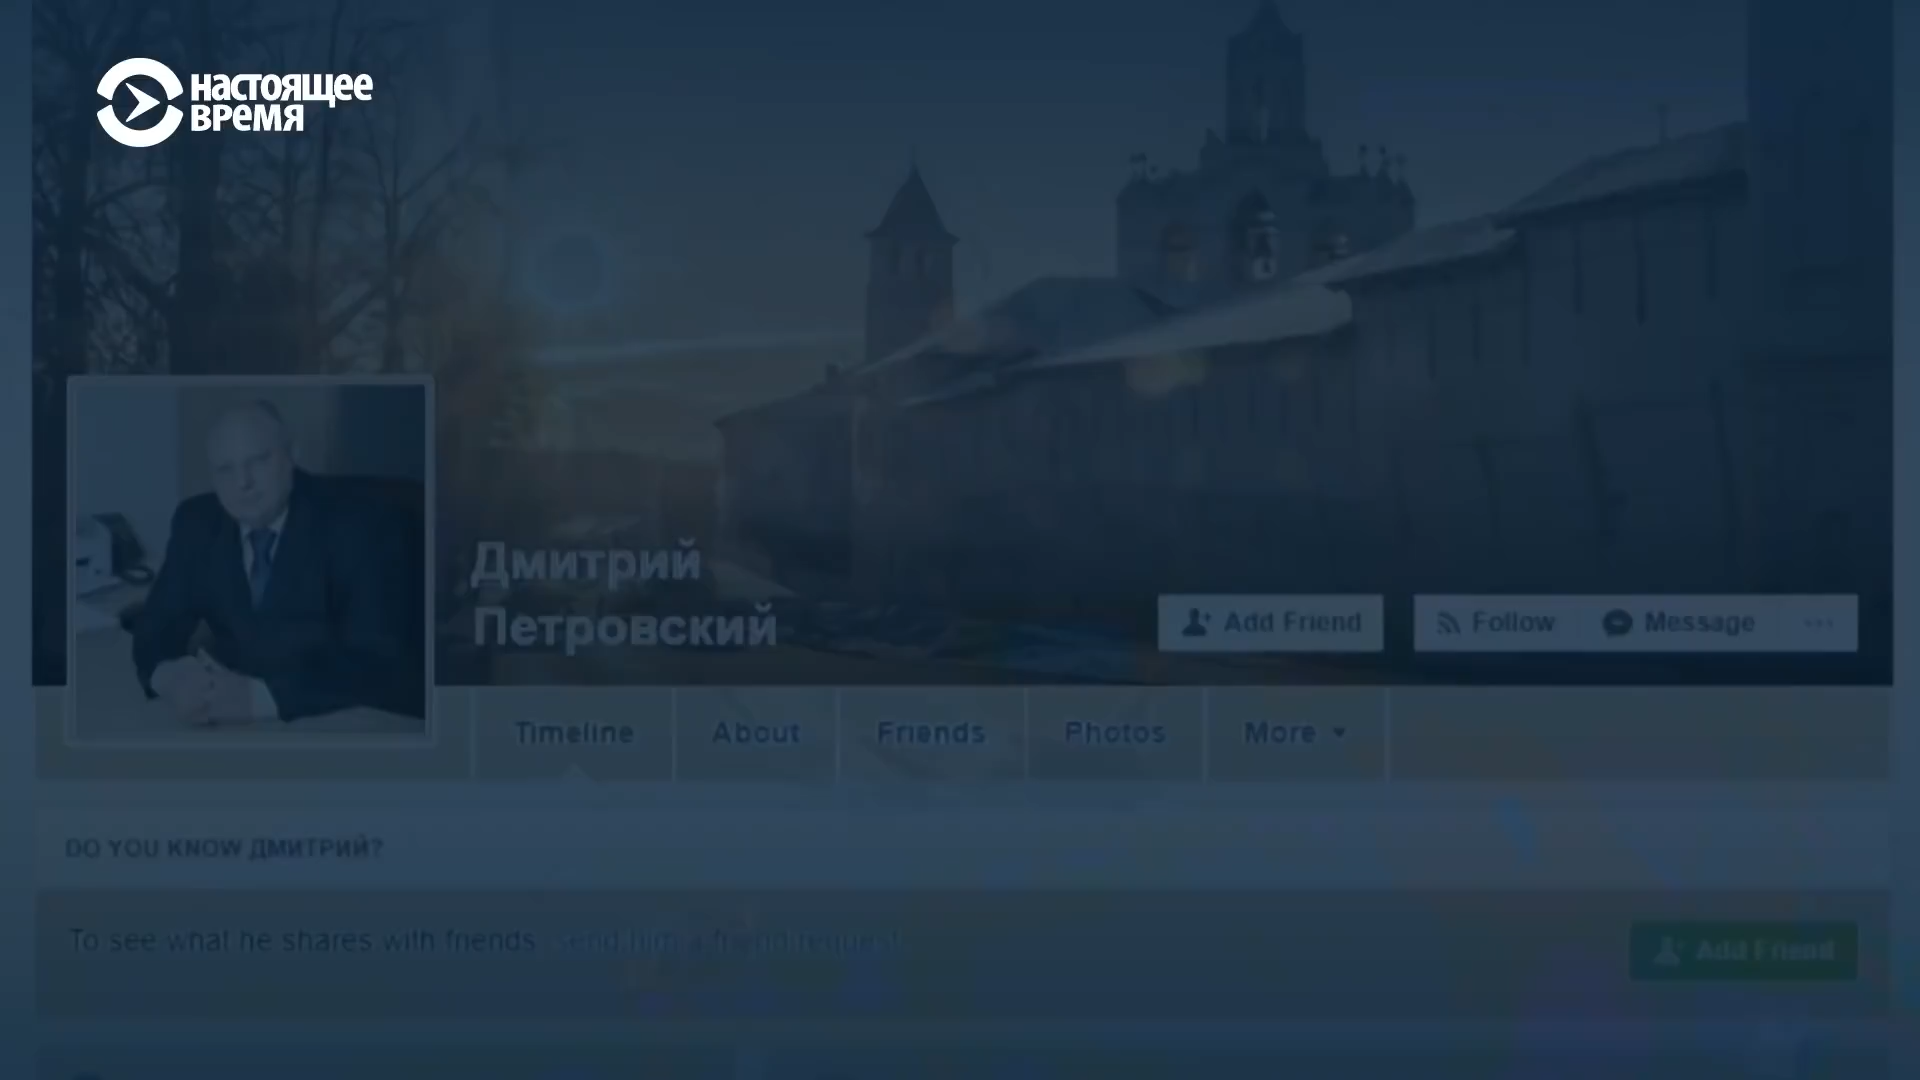 НАСТОЯЩЕЕ
ВРЕМЯ
Дмитрий
Петровский
Add Friend
Follow
Message
Timeline
About
Friends
Photos
More
DO YOU KNOW ДМИТРИЙ?
To see what he shares with friends, send him a friend request.
Add Friend